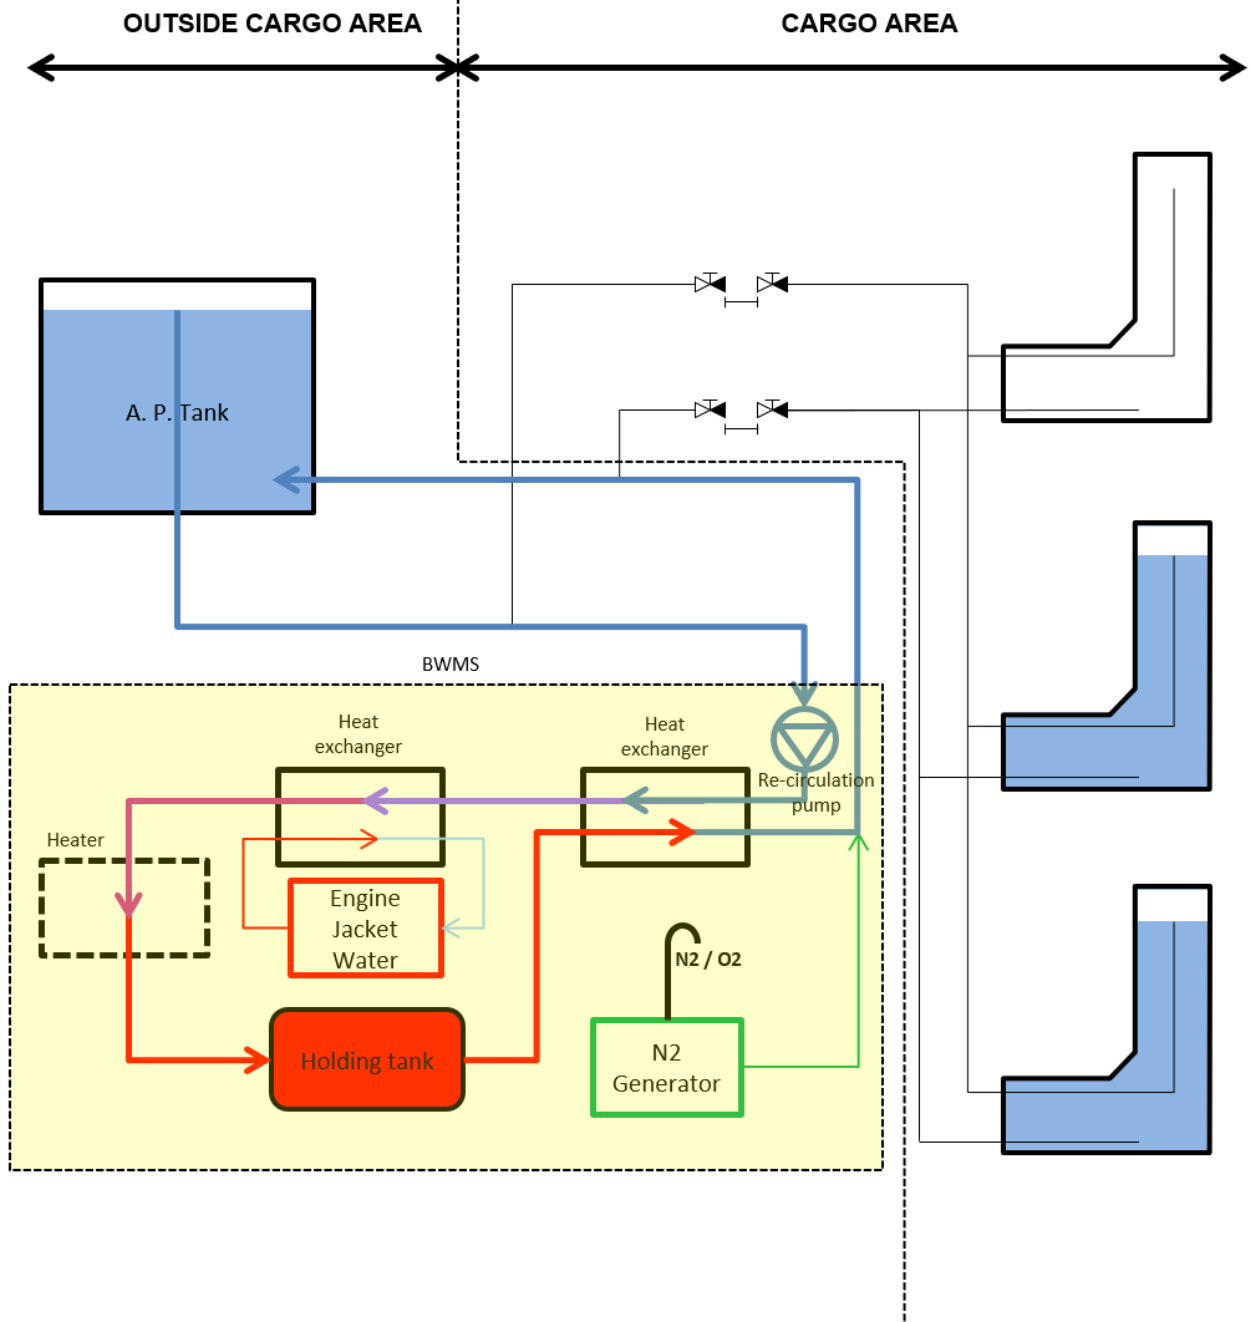 OUTSIDE CARGO AREA
CARGO AREA
A. P. Tank
BWMS
Heat
exchanger
Heat
exchanger
Re-circulation
pump
Heater
Engine
Jacket
Water
N2 / O2
Holding tank
N2
Generator